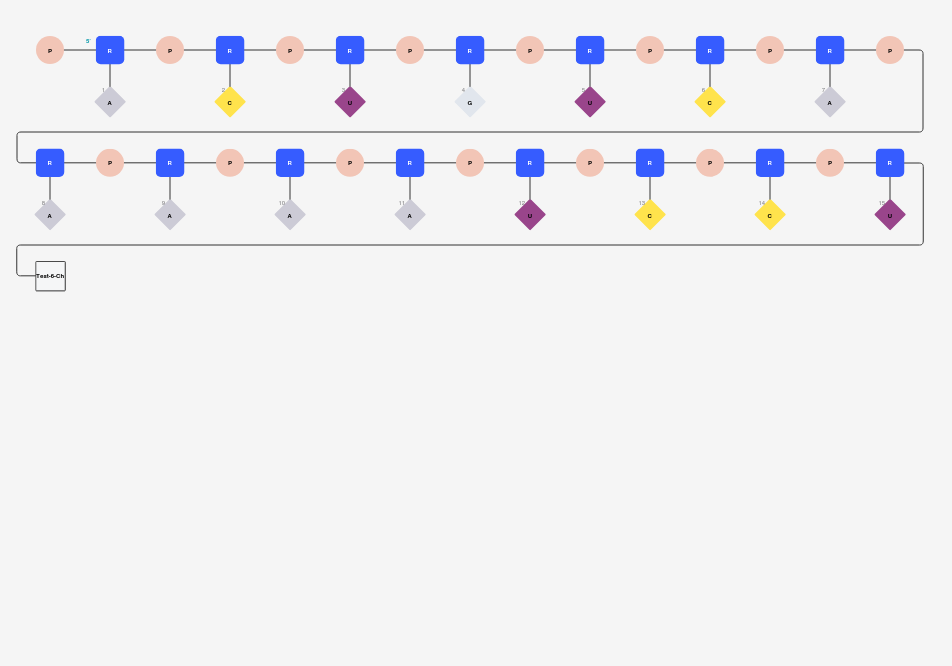 P 5' R P R P R P R P R P R P R P
1 2 3 4 5 6 7
A C U G U C A
R P R P R P R P R P R P R P R
8 9 10 11 12 13 14 15
A A A A U C C U
Test-6-Ch